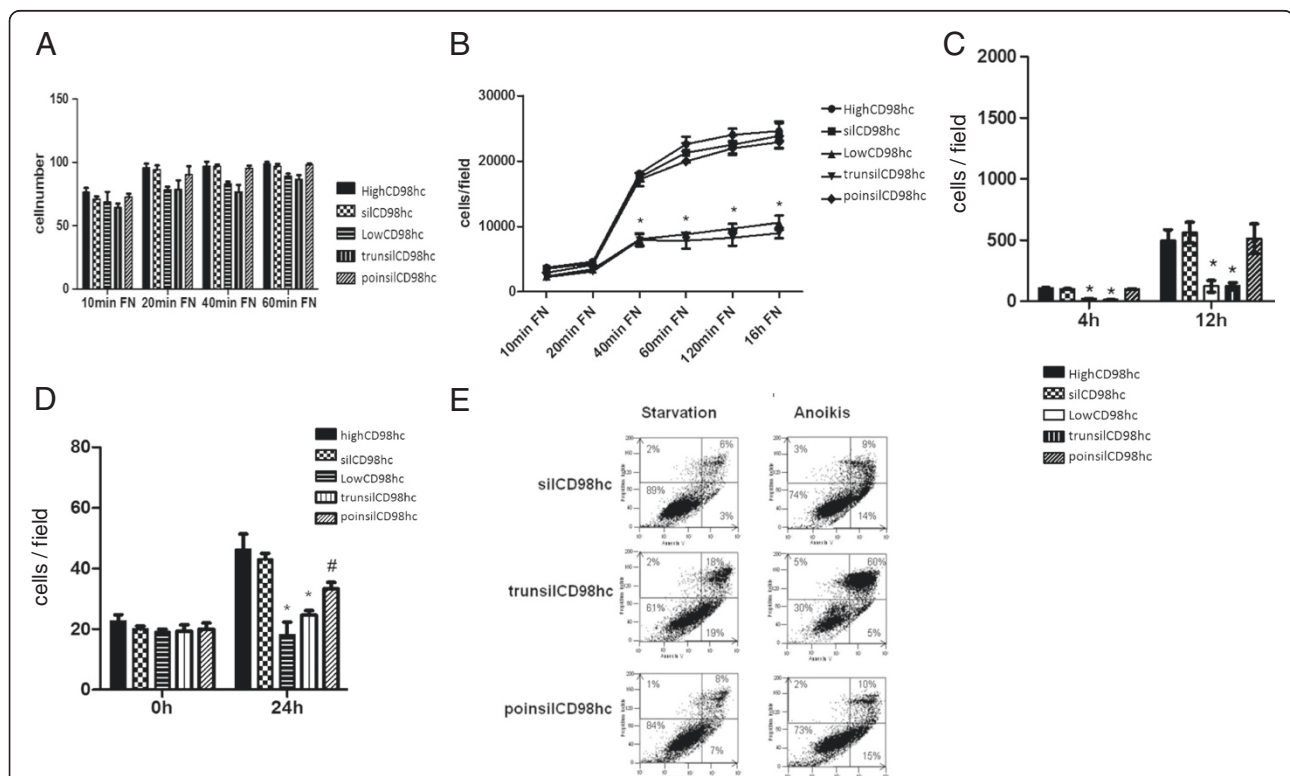 A
150
100
50
0
cellnumber
10min FN 20min FN 40min FN 60min FN
HighCD98hc
silCD98hc
LowCD98hc
trunsilCD98hc
poinsilCD98hc
B
30000
20000
10000
0
cells/field
* * * *
10min FN 20min FN 40min FN 60min FN 120min FN 16h FN
HighCD98hc
silCD98hc
LowCD98hc
trunsilCD98hc
poinsilCD98hc
C
2000
1500
1000
500
0
cells / field
* * * *
4h 12h
HighCD98hc
silCD98hc
LowCD98hc
trunsilCD98hc
poinsilCD98hc
D
80
60
40
20
0
cells / field
* * #
0h 24h
highCD98hc
silCD98hc
LowCD98hc
trunsilCD98hc
poinsilCD98hc
E
Starvation Anoikis
silCD98hc
2% 6%
89% 3%
3% 9%
74% 14%
trunsilCD98hc
2% 18%
61% 19%
5% 60%
30% 5%
poinsilCD98hc
1% 8%
84% 7%
2% 10%
73% 15%